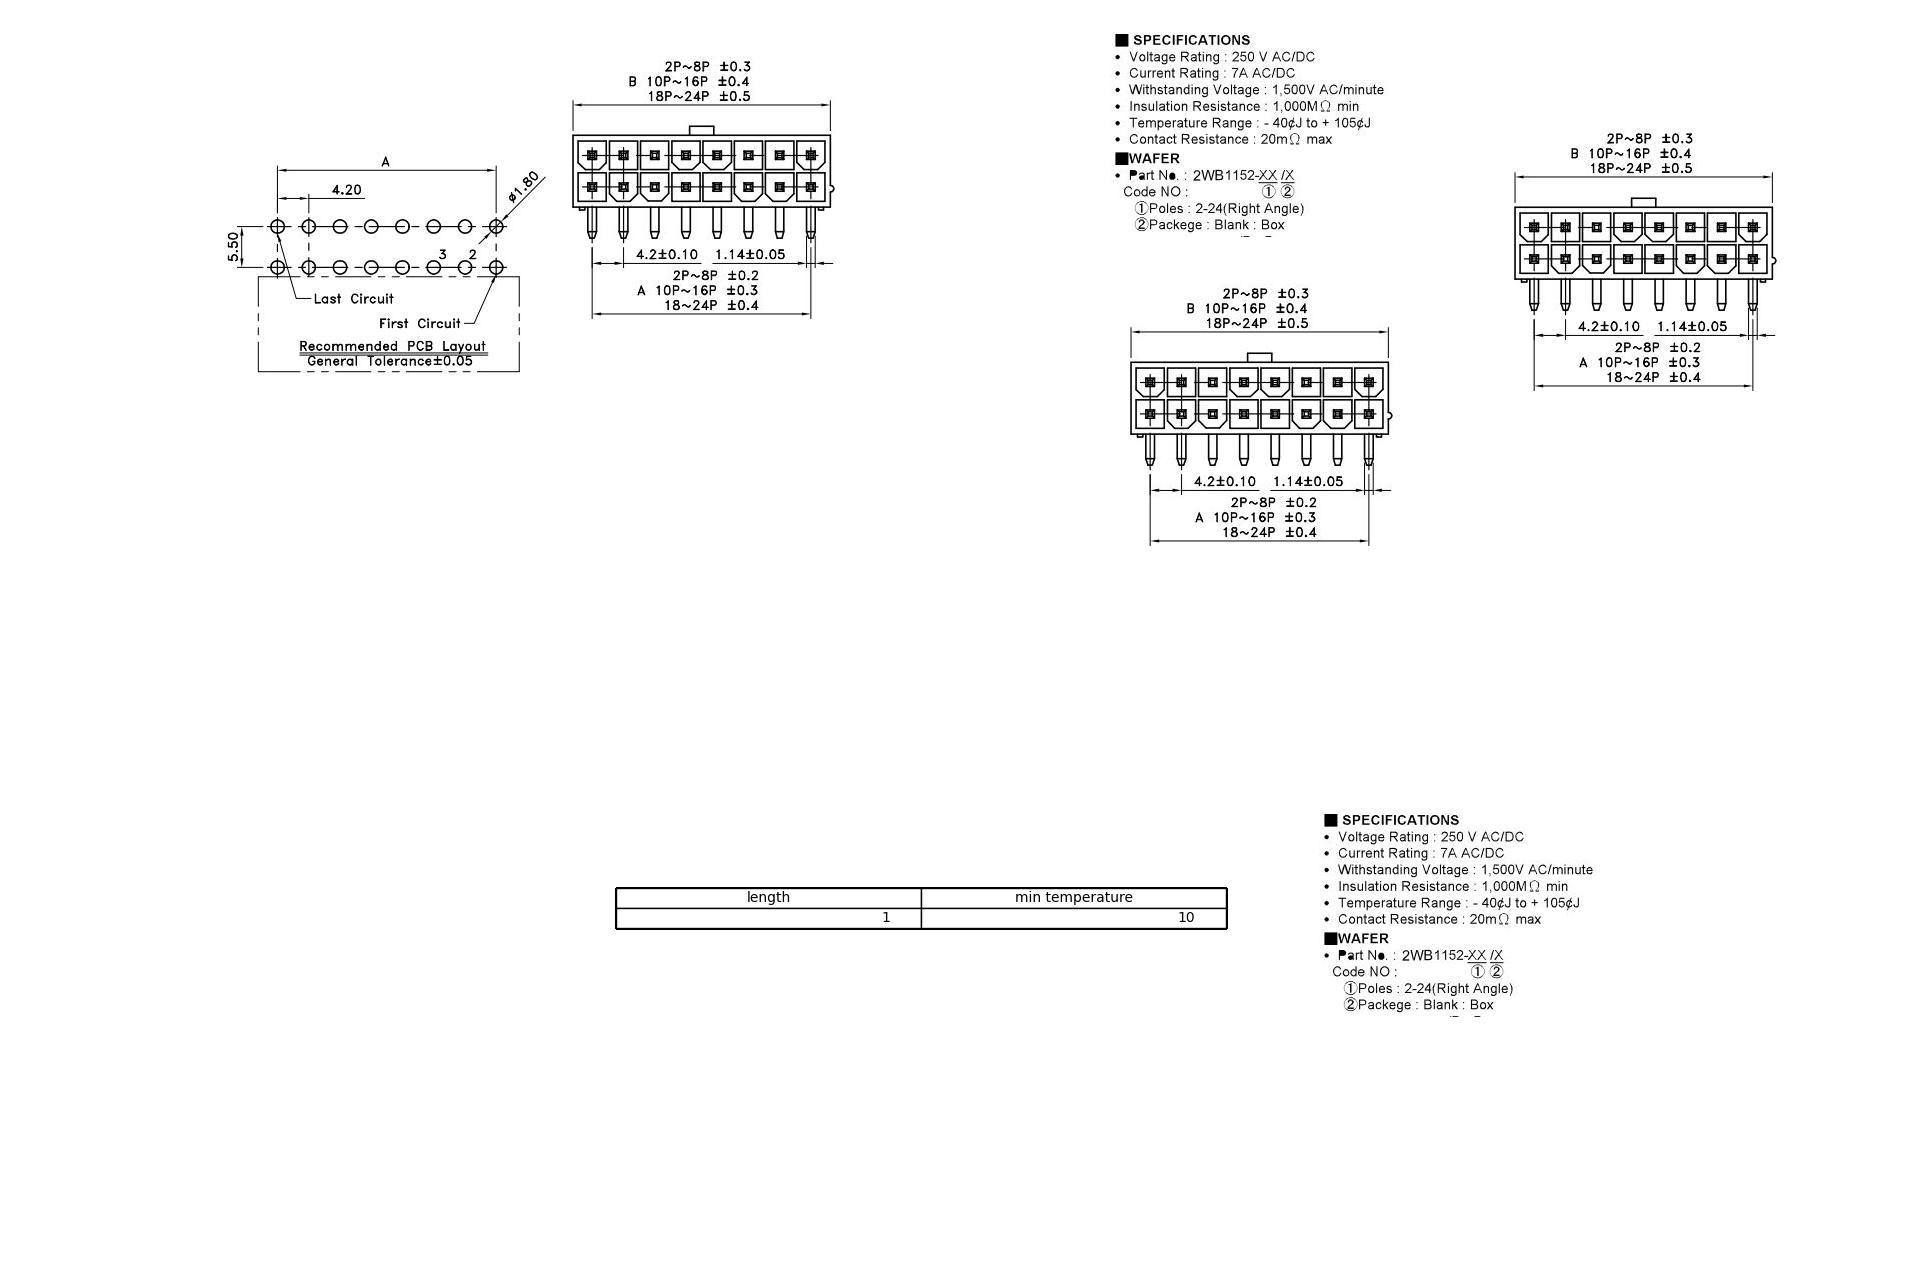 A
4.20
ø1.80
5.50
3 2
Last Circuit
First Circuit
Recommended PCB Layout
General Tolerance±0.05
2P~8P ±0.3
B 10P~16P ±0.4
18P~24P ±0.5
4.2±0.10 1.14±0.05
2P~8P ±0.2
A 10P~16P ±0.3
18~24P ±0.4
■ SPECIFICATIONS
• Voltage Rating : 250 V AC/DC
• Current Rating : 7A AC/DC
• Withstanding Voltage : 1,500V AC/minute
• Insulation Resistance : 1,000MΩ min
• Temperature Range : - 40¢J to + 105¢J
• Contact Resistance : 20mΩ max
■WAFER
• Part No. : 2WB1152-XX /X
Code NO : ① ②
①Poles : 2-24(Right Angle)
②Packege : Blank : Box
2P~8P ±0.3
B 10P~16P ±0.4
18P~24P ±0.5
4.2±0.10 1.14±0.05
2P~8P ±0.2
A 10P~16P ±0.3
18~24P ±0.4
2P~8P ±0.3
B 10P~16P ±0.4
18P~24P ±0.5
4.2±0.10 1.14±0.05
2P~8P ±0.2
A 10P~16P ±0.3
18~24P ±0.4
length min temperature
1 10
■ SPECIFICATIONS
• Voltage Rating : 250 V AC/DC
• Current Rating : 7A AC/DC
• Withstanding Voltage : 1,500V AC/minute
• Insulation Resistance : 1,000MΩ min
• Temperature Range : - 40¢J to + 105¢J
• Contact Resistance : 20mΩ max
■WAFER
• Part No. : 2WB1152-XX /X
Code NO : ① ②
①Poles : 2-24(Right Angle)
②Packege : Blank : Box